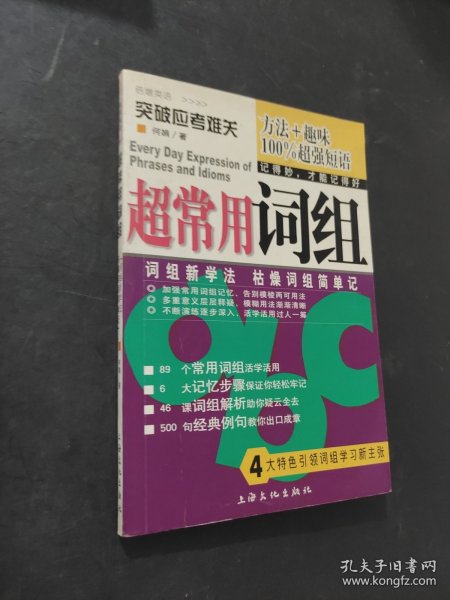 倍增英语 >>>>
突破应考难关
何嫱/著
方法+趣味
100%超强短语
记得妙，才能记得好
Every Day Expression of
Phrases and Idioms
超常用词组
词组新学法 枯燥词组简单记
加强常用词组记忆、告别模棱两可用法
多重意义层层释疑、模糊用法渐渐清晰
不断演练逐步深入、活学活用过人一筹
89 个常用词组活学活用
6 大记忆步骤保证你轻松牢记
46 课词组解析助你疑云全去
500 句经典例句教你出口成章
4大特色引领词组学习新主张
上海文化出版社
孔夫子旧书网
www.kongfz.com